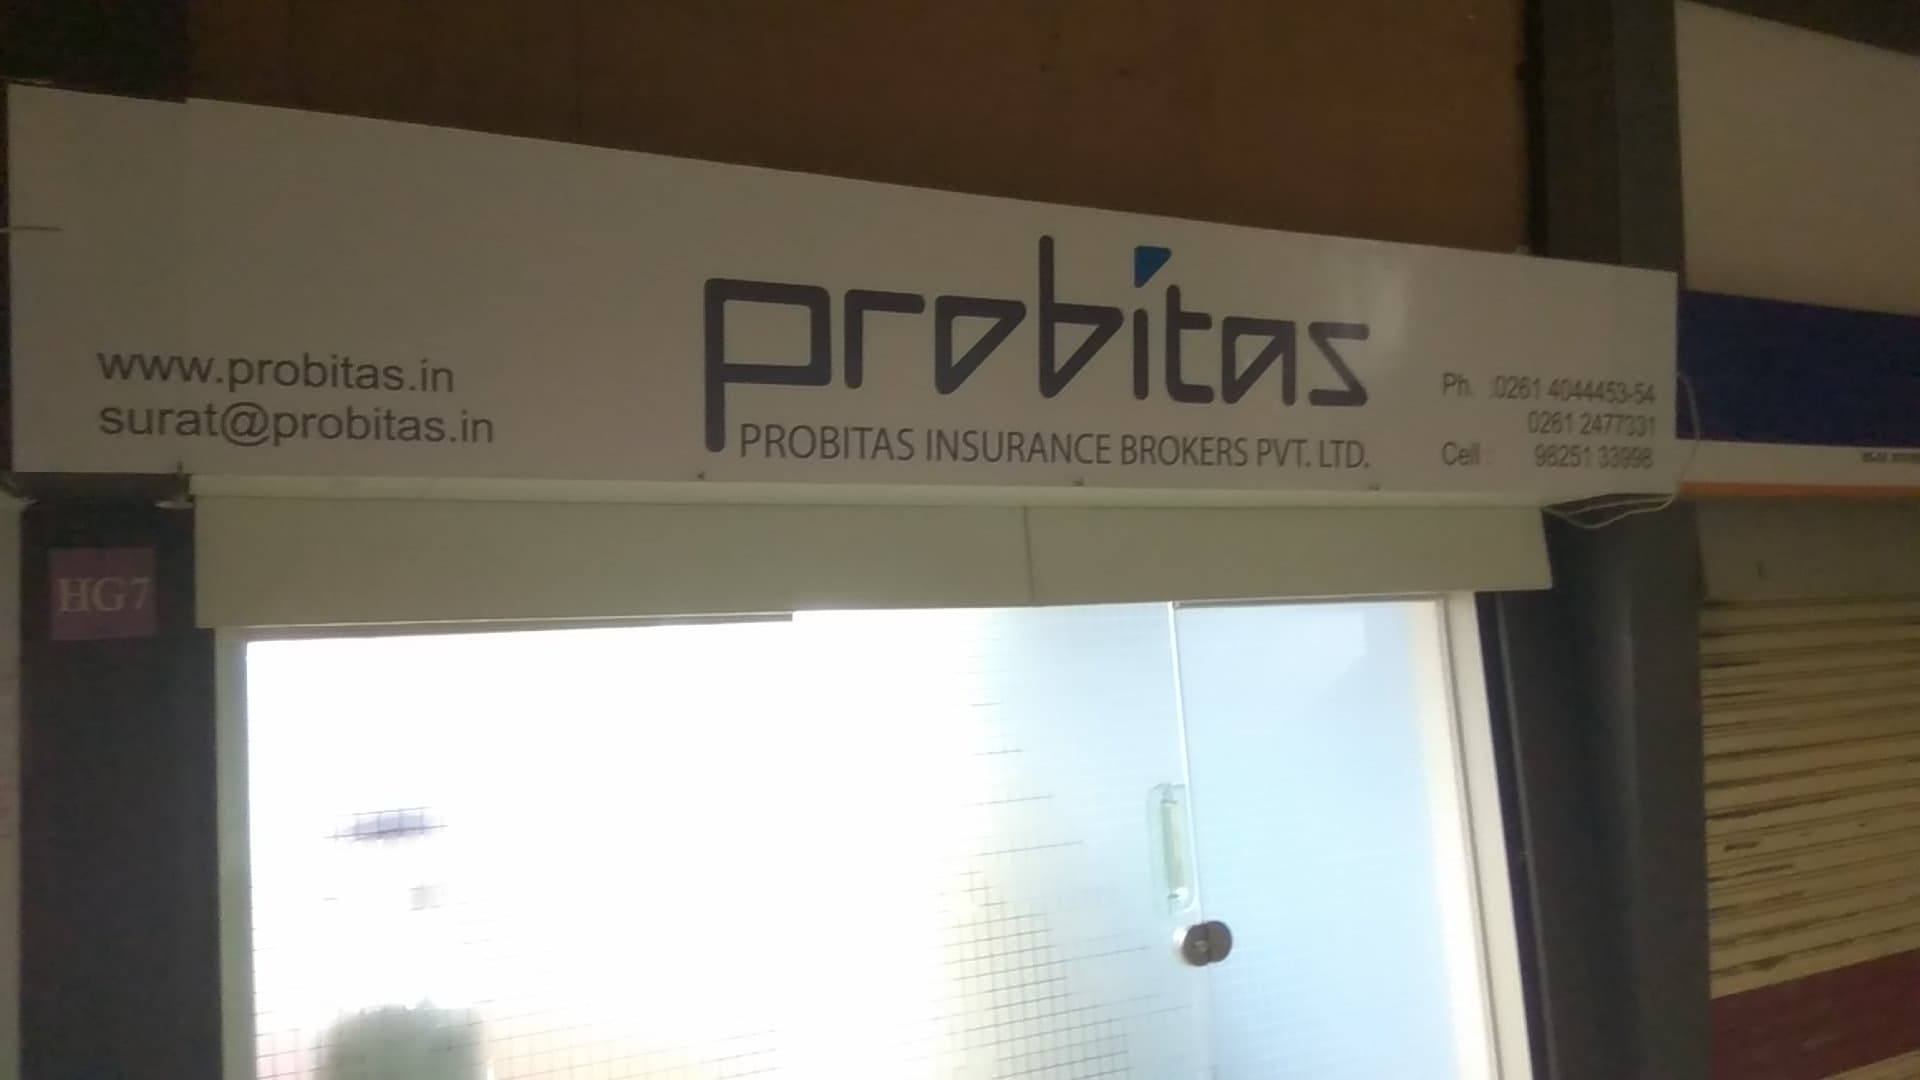 probitas
PROBITAS INSURANCE BROKERS PVT. LTD.
www.probitas.in
surat@probitas.in
Ph. :0261 4044453-54
0261 2477331
Cell : 98251 33998
HG7